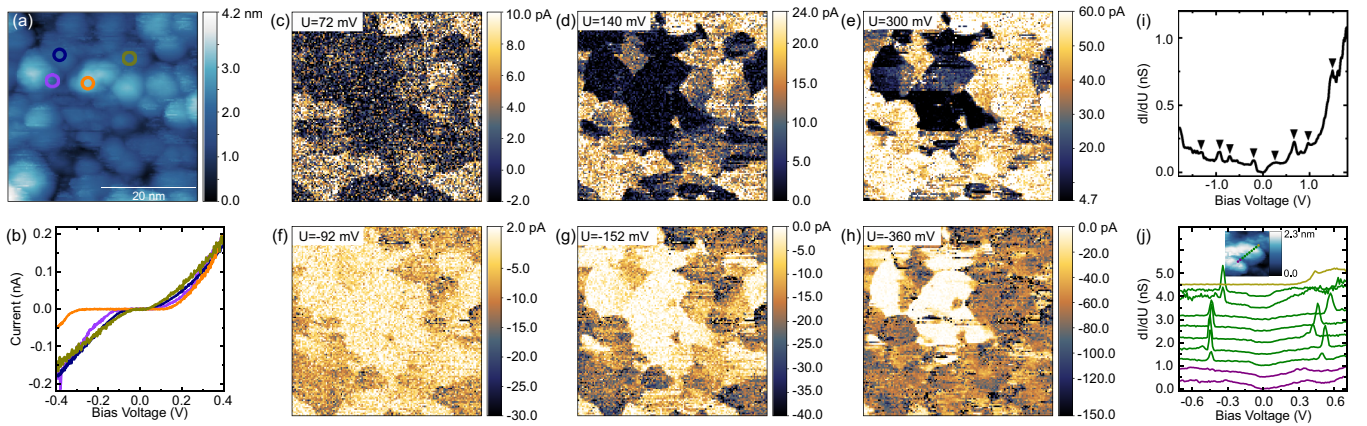 (a)
4.2 nm
3.0
2.0
1.0
0.0
20 nm
(b)
0.2
0.1
0.0
-0.1
-0.2
Current (nA)
-0.4 -0.2 0.0 0.2 0.4
Bias Voltage (V)
(c)
U=72 mV
10.0 pA
8.0
6.0
4.0
2.0
0.0
-2.0
(d)
U=140 mV
24.0 pA
20.0
15.0
10.0
5.0
0.0
(e)
U=300 mV
60.0 pA
50.0
40.0
30.0
20.0
4.7
(f)
U=-92 mV
2.0 pA
-5.0
-10.0
-15.0
-20.0
-30.0
(g)
U=-152 mV
0.0 pA
-5.0
-10.0
-15.0
-20.0
-25.0
-30.0
-40.0
(h)
U=-360 mV
0.0 pA
-20.0
-40.0
-60.0
-80.0
-100.0
-120.0
-150.0
(i)
1.0
0.5
0.0
dI/dU (nS)
-1.0 0.0 1.0
Bias Voltage (V)
(j)
2.3 nm
0.0
5.0
4.0
3.0
2.0
1.0
0.0
dI/dU (nS)
-0.6 -0.3 0.0 0.3 0.6
Bias Voltage (V)